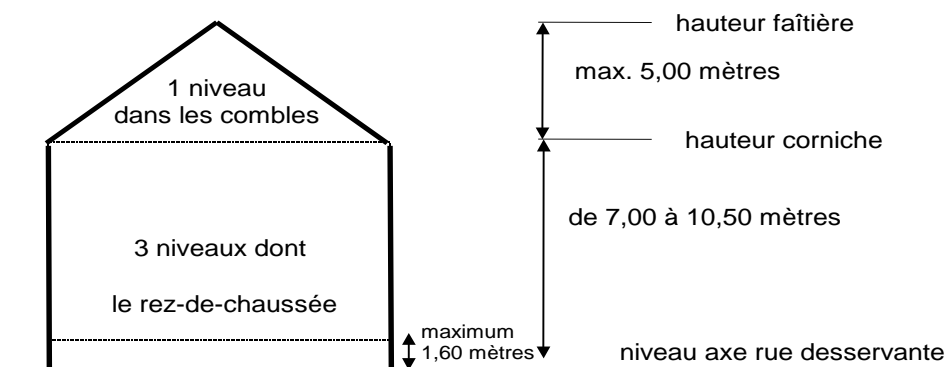 hauteur faîtière
max. 5,00 mètres
1 niveau
dans les combles
hauteur corniche
de 7,00 à 10,50 mètres
3 niveaux dont
le rez-de-chaussée
maximum
1,60 mètres
niveau axe rue desservante